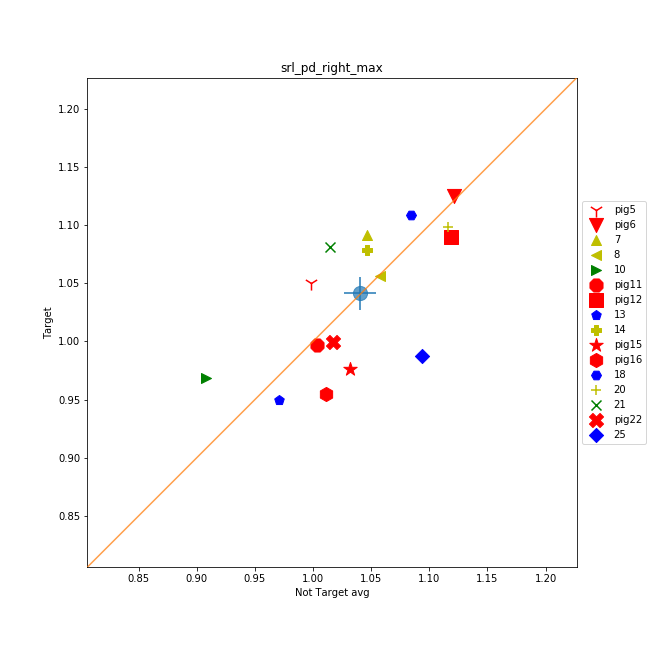 srl_pd_right_max
Target
1.20
1.15
1.10
1.05
1.00
0.95
0.90
0.85
0.85 0.90 0.95 1.00 1.05 1.10 1.15 1.20
Not Target avg
pig5
pig6
7
8
10
pig11
pig12
13
14
pig15
pig16
18
20
21
pig22
25